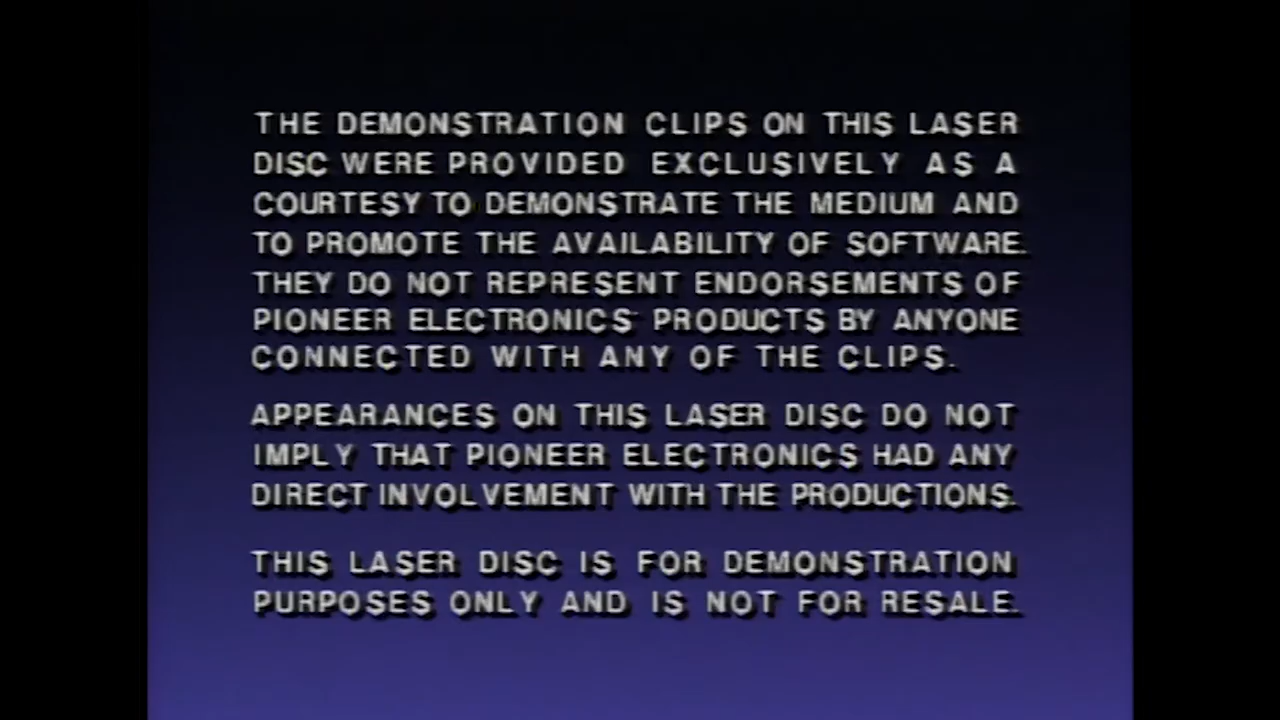 THE DEMONSTRATION CLIPS ON THIS LASER
DISC WERE PROVIDED EXCLUSIVELY AS A
COURTESY TO DEMONSTRATE THE MEDIUM AND
TO PROMOTE THE AVAILABILITY OF SOFTWARE.
THEY DO NOT REPRESENT ENDORSEMENTS OF
PIONEER ELECTRONICS' PRODUCTS BY ANYONE
CONNECTED WITH ANY OF THE CLIPS.
APPEARANCES ON THIS LASER DISC DO NOT
IMPLY THAT PIONEER ELECTRONICS HAD ANY
DIRECT INVOLVEMENT WITH THE PRODUCTIONS.
THIS LASER DISC IS FOR DEMONSTRATION
PURPOSES ONLY AND IS NOT FOR RESALE.